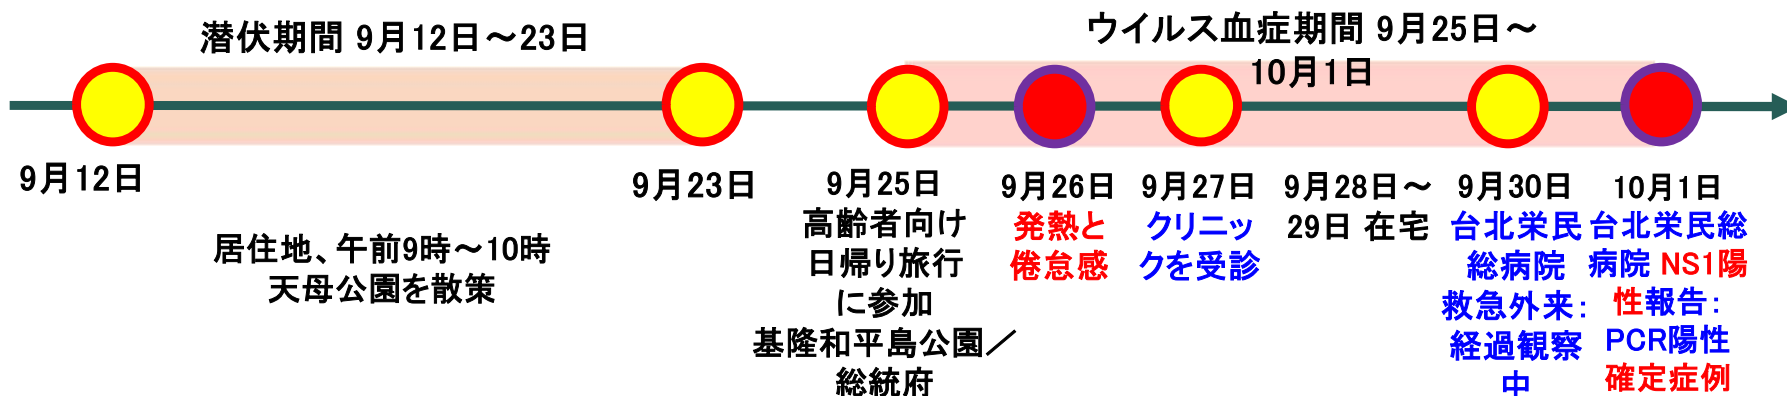 潜伏期間 9月12日～23日
ウイルス血症期間 9月25日～
10月1日
9月12日
9月23日
居住地、午前9時～10時
天母公園を散策
9月25日
高齢者向け
日帰り旅行
に参加
基隆和平島公園／
総統府
9月26日
発熱と
倦怠感
9月27日
クリニッ
クを受診
9月28日～
29日 在宅
9月30日
台北栄民
総病院
救急外来：
経過観察
中
10月1日
台北栄民総
病院 NS1陽
性報告：
PCR陽性
確定症例